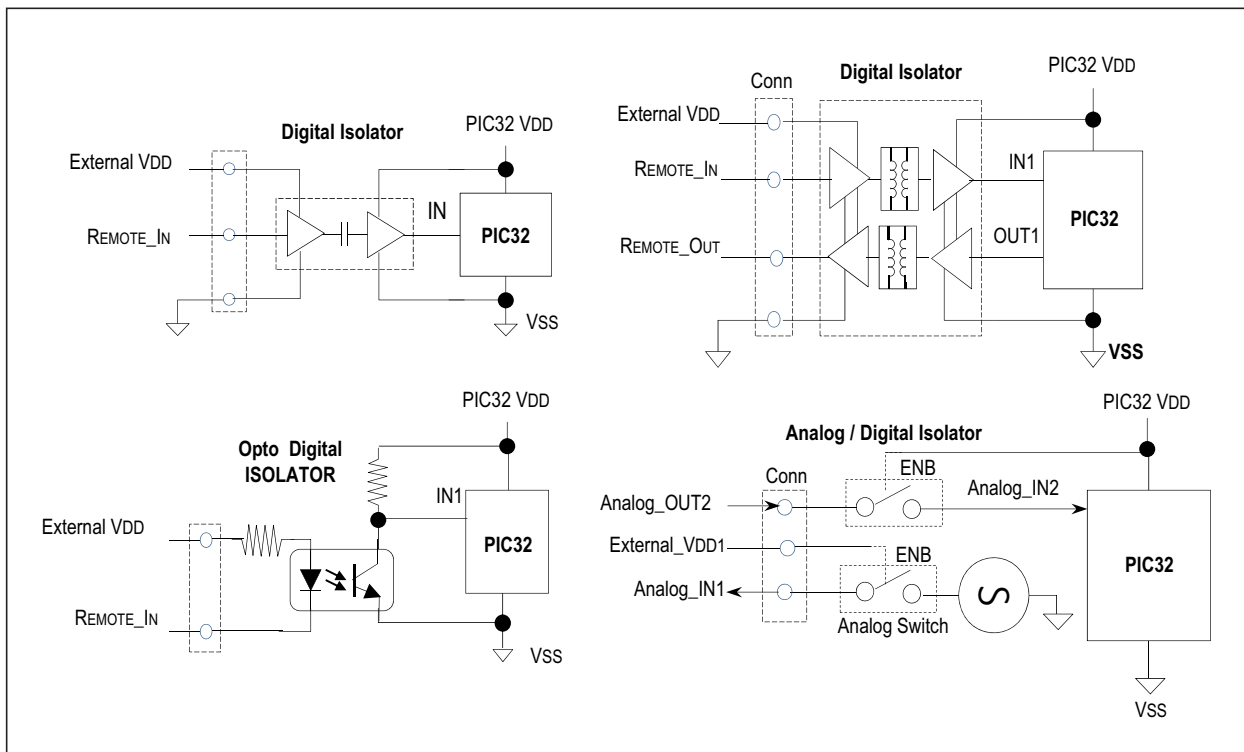 Digital Isolator
PIC32 VDD
External VDD
REMOTE_IN
IN
PIC32
VSS
Conn
Digital Isolator
PIC32 VDD
External VDD
REMOTE_IN
IN1
PIC32
REMOTE_OUT
OUT1
VSS
PIC32 VDD
Opto Digital
ISOLATOR
IN1
External VDD
PIC32
REMOTE_IN
VSS
PIC32 VDD
Analog / Digital Isolator
Conn
ENB
Analog_OUT2
Analog_IN2
External_VDD1
ENB
PIC32
Analog_IN1
Analog Switch
VSS